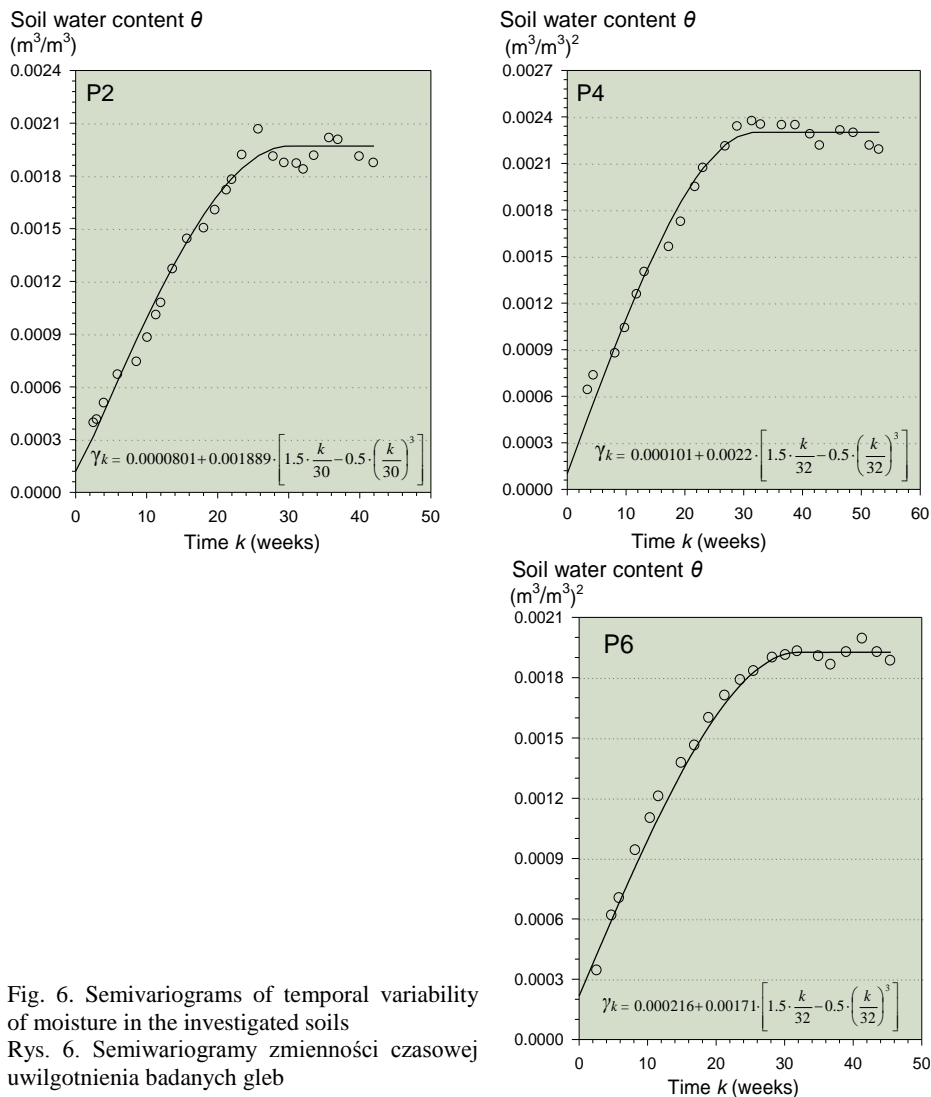 Soil water content θ
(m³/m³)
0.0024
0.0021
0.0018
0.0015
0.0012
0.0009
0.0006
0.0003
0.0000
P2
γk = 0.0000801+0.001889·[1.5·k/30−0.5·(k/30)³]
0 10 20 30 40 50
Time k (weeks)
Soil water content θ
(m³/m³)²
0.0027
0.0024
0.0021
0.0018
0.0015
0.0012
0.0009
0.0006
0.0003
0.0000
P4
γk = 0.000101+0.0022·[1.5·k/32−0.5·(k/32)³]
0 10 20 30 40 50 60
Time k (weeks)
Soil water content θ
(m³/m³)²
0.0021
0.0018
0.0015
0.0012
0.0009
0.0006
0.0003
0.0000
P6
γk = 0.000216+0.00171·[1.5·k/32−0.5·(k/32)³]
0 10 20 30 40 50
Time k (weeks)
Fig. 6. Semivariograms of temporal variability
of moisture in the investigated soils
Rys. 6. Semiwariogramy zmienności czasowej
uwilgotnienia badanych gleb